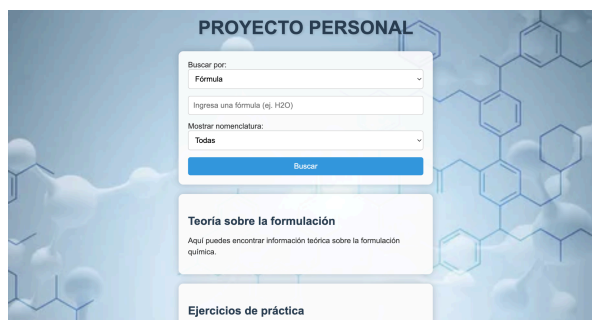 PROYECTO PERSONAL
Buscar por:
Fórmula
Ingresa una fórmula (ej. H2O)
Mostrar nomenclatura:
Todas
Buscar
Teoría sobre la formulación
Aquí puedes encontrar información teórica sobre la formulación
química.
Ejercicios de práctica